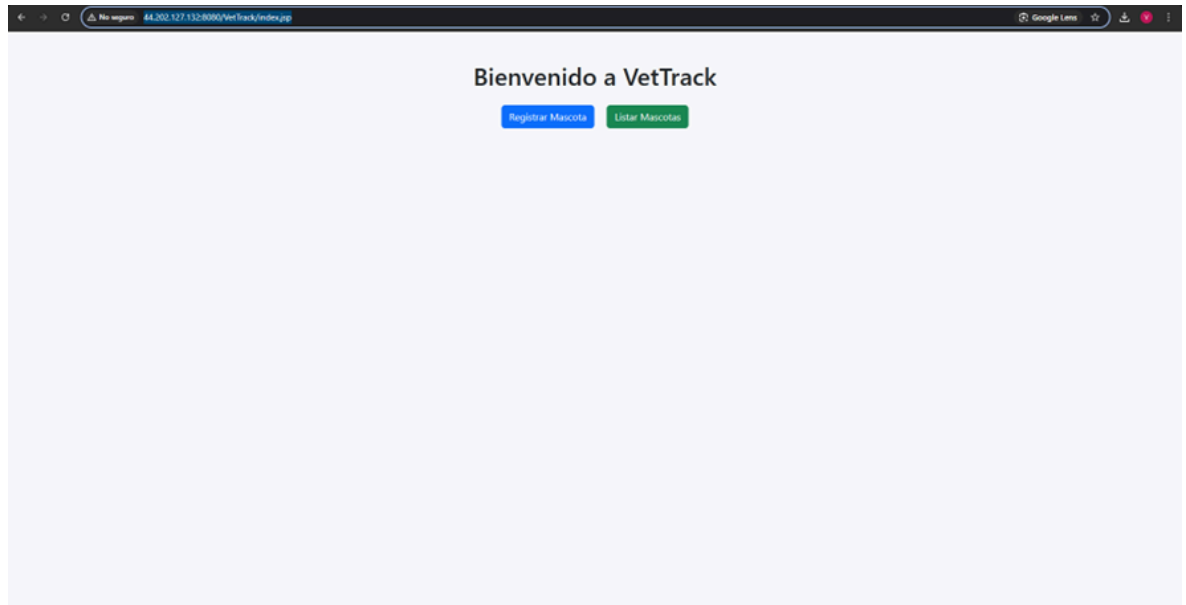 No seguro 44.202.127.132:8080/VetTrack/index.jsp Google Lens
Bienvenido a VetTrack
Registrar Mascota Listar Mascotas